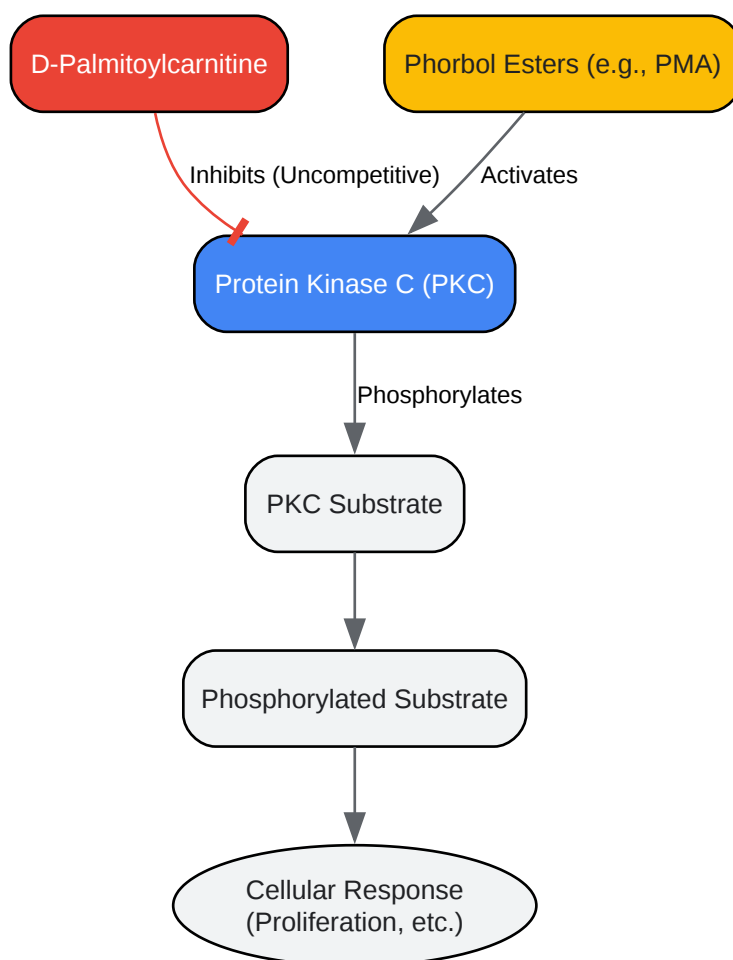 D-Palmitoylcarnitine
Phorbol Esters (e.g., PMA)
Inhibits (Uncompetitive)
Activates
Protein Kinase C (PKC)
Phosphorylates
PKC Substrate
Phosphorylated Substrate
Cellular Response
(Proliferation, etc.)